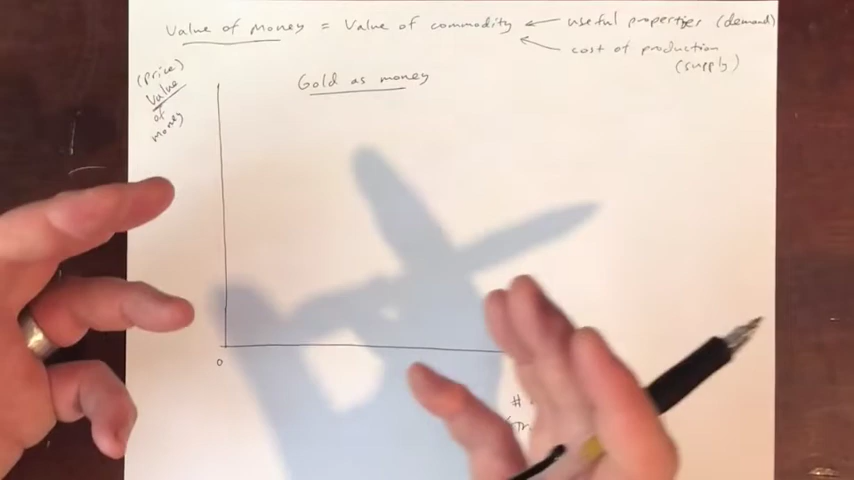 Value of money = Value of commodity ← useful properties (demand)
← cost of production
(supply)
(price)
Value
of
money
Gold as money
0
#